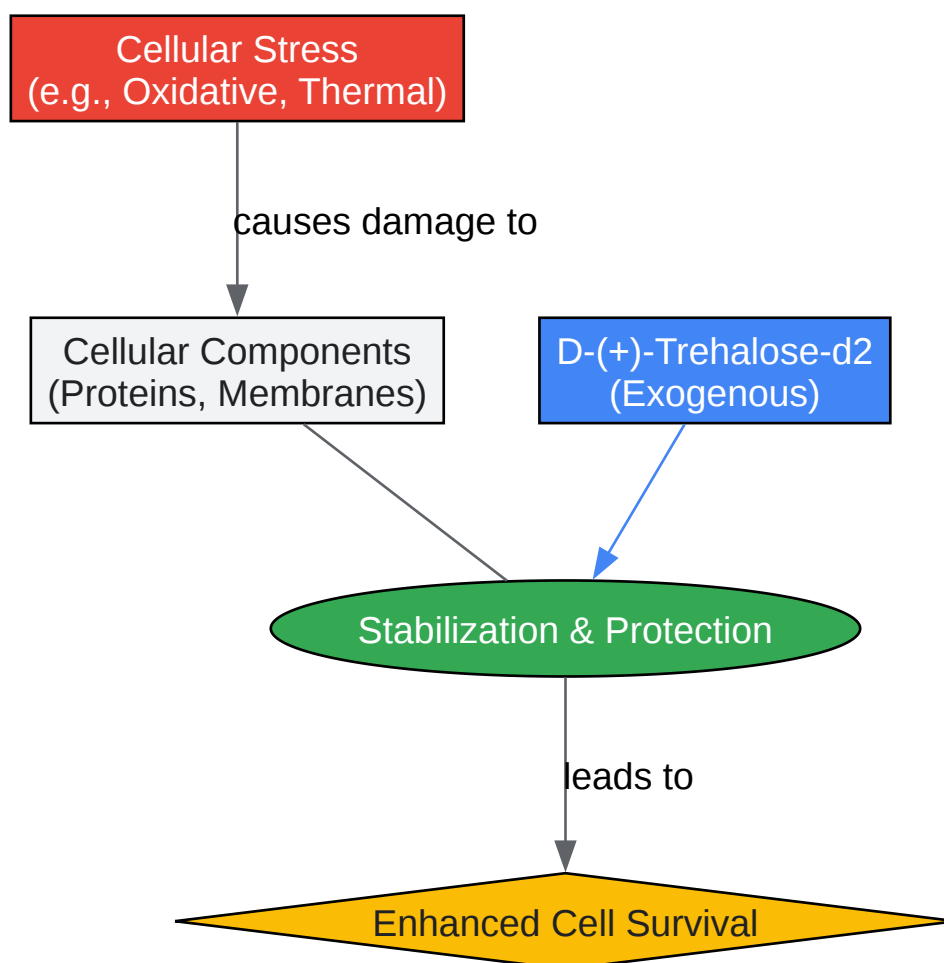 Cellular Stress
(e.g., Oxidative, Thermal)
causes damage to
Cellular Components
(Proteins, Membranes)
D-(+)-Trehalose-d2
(Exogenous)
Stabilization & Protection
leads to
Enhanced Cell Survival